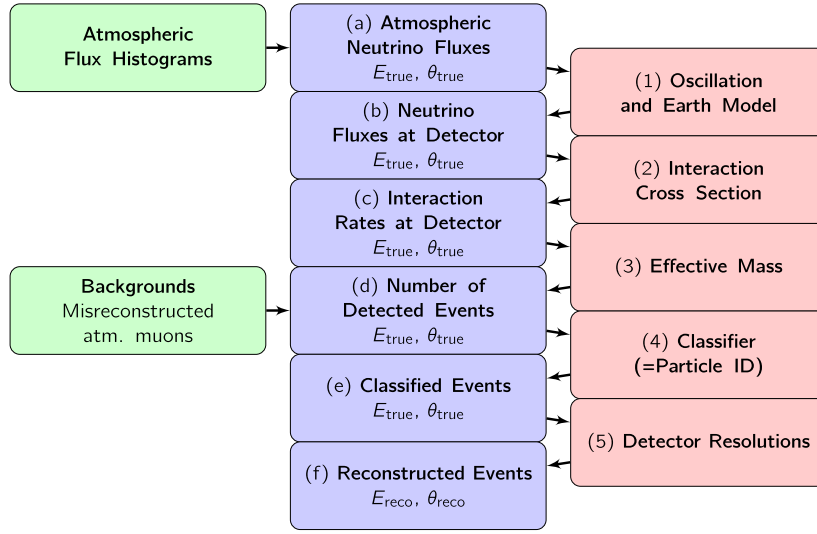 Atmospheric
Flux Histograms
(a) Atmospheric
Neutrino Fluxes
E_true, θ_true
(1) Oscillation
and Earth Model
(b) Neutrino
Fluxes at Detector
E_true, θ_true
(2) Interaction
Cross Section
(c) Interaction
Rates at Detector
E_true, θ_true
(3) Effective Mass
Backgrounds
Misreconstructed
atm. muons
(d) Number of
Detected Events
E_true, θ_true
(4) Classifier
(=Particle ID)
(e) Classified Events
E_true, θ_true
(5) Detector Resolutions
(f) Reconstructed Events
E_reco, θ_reco